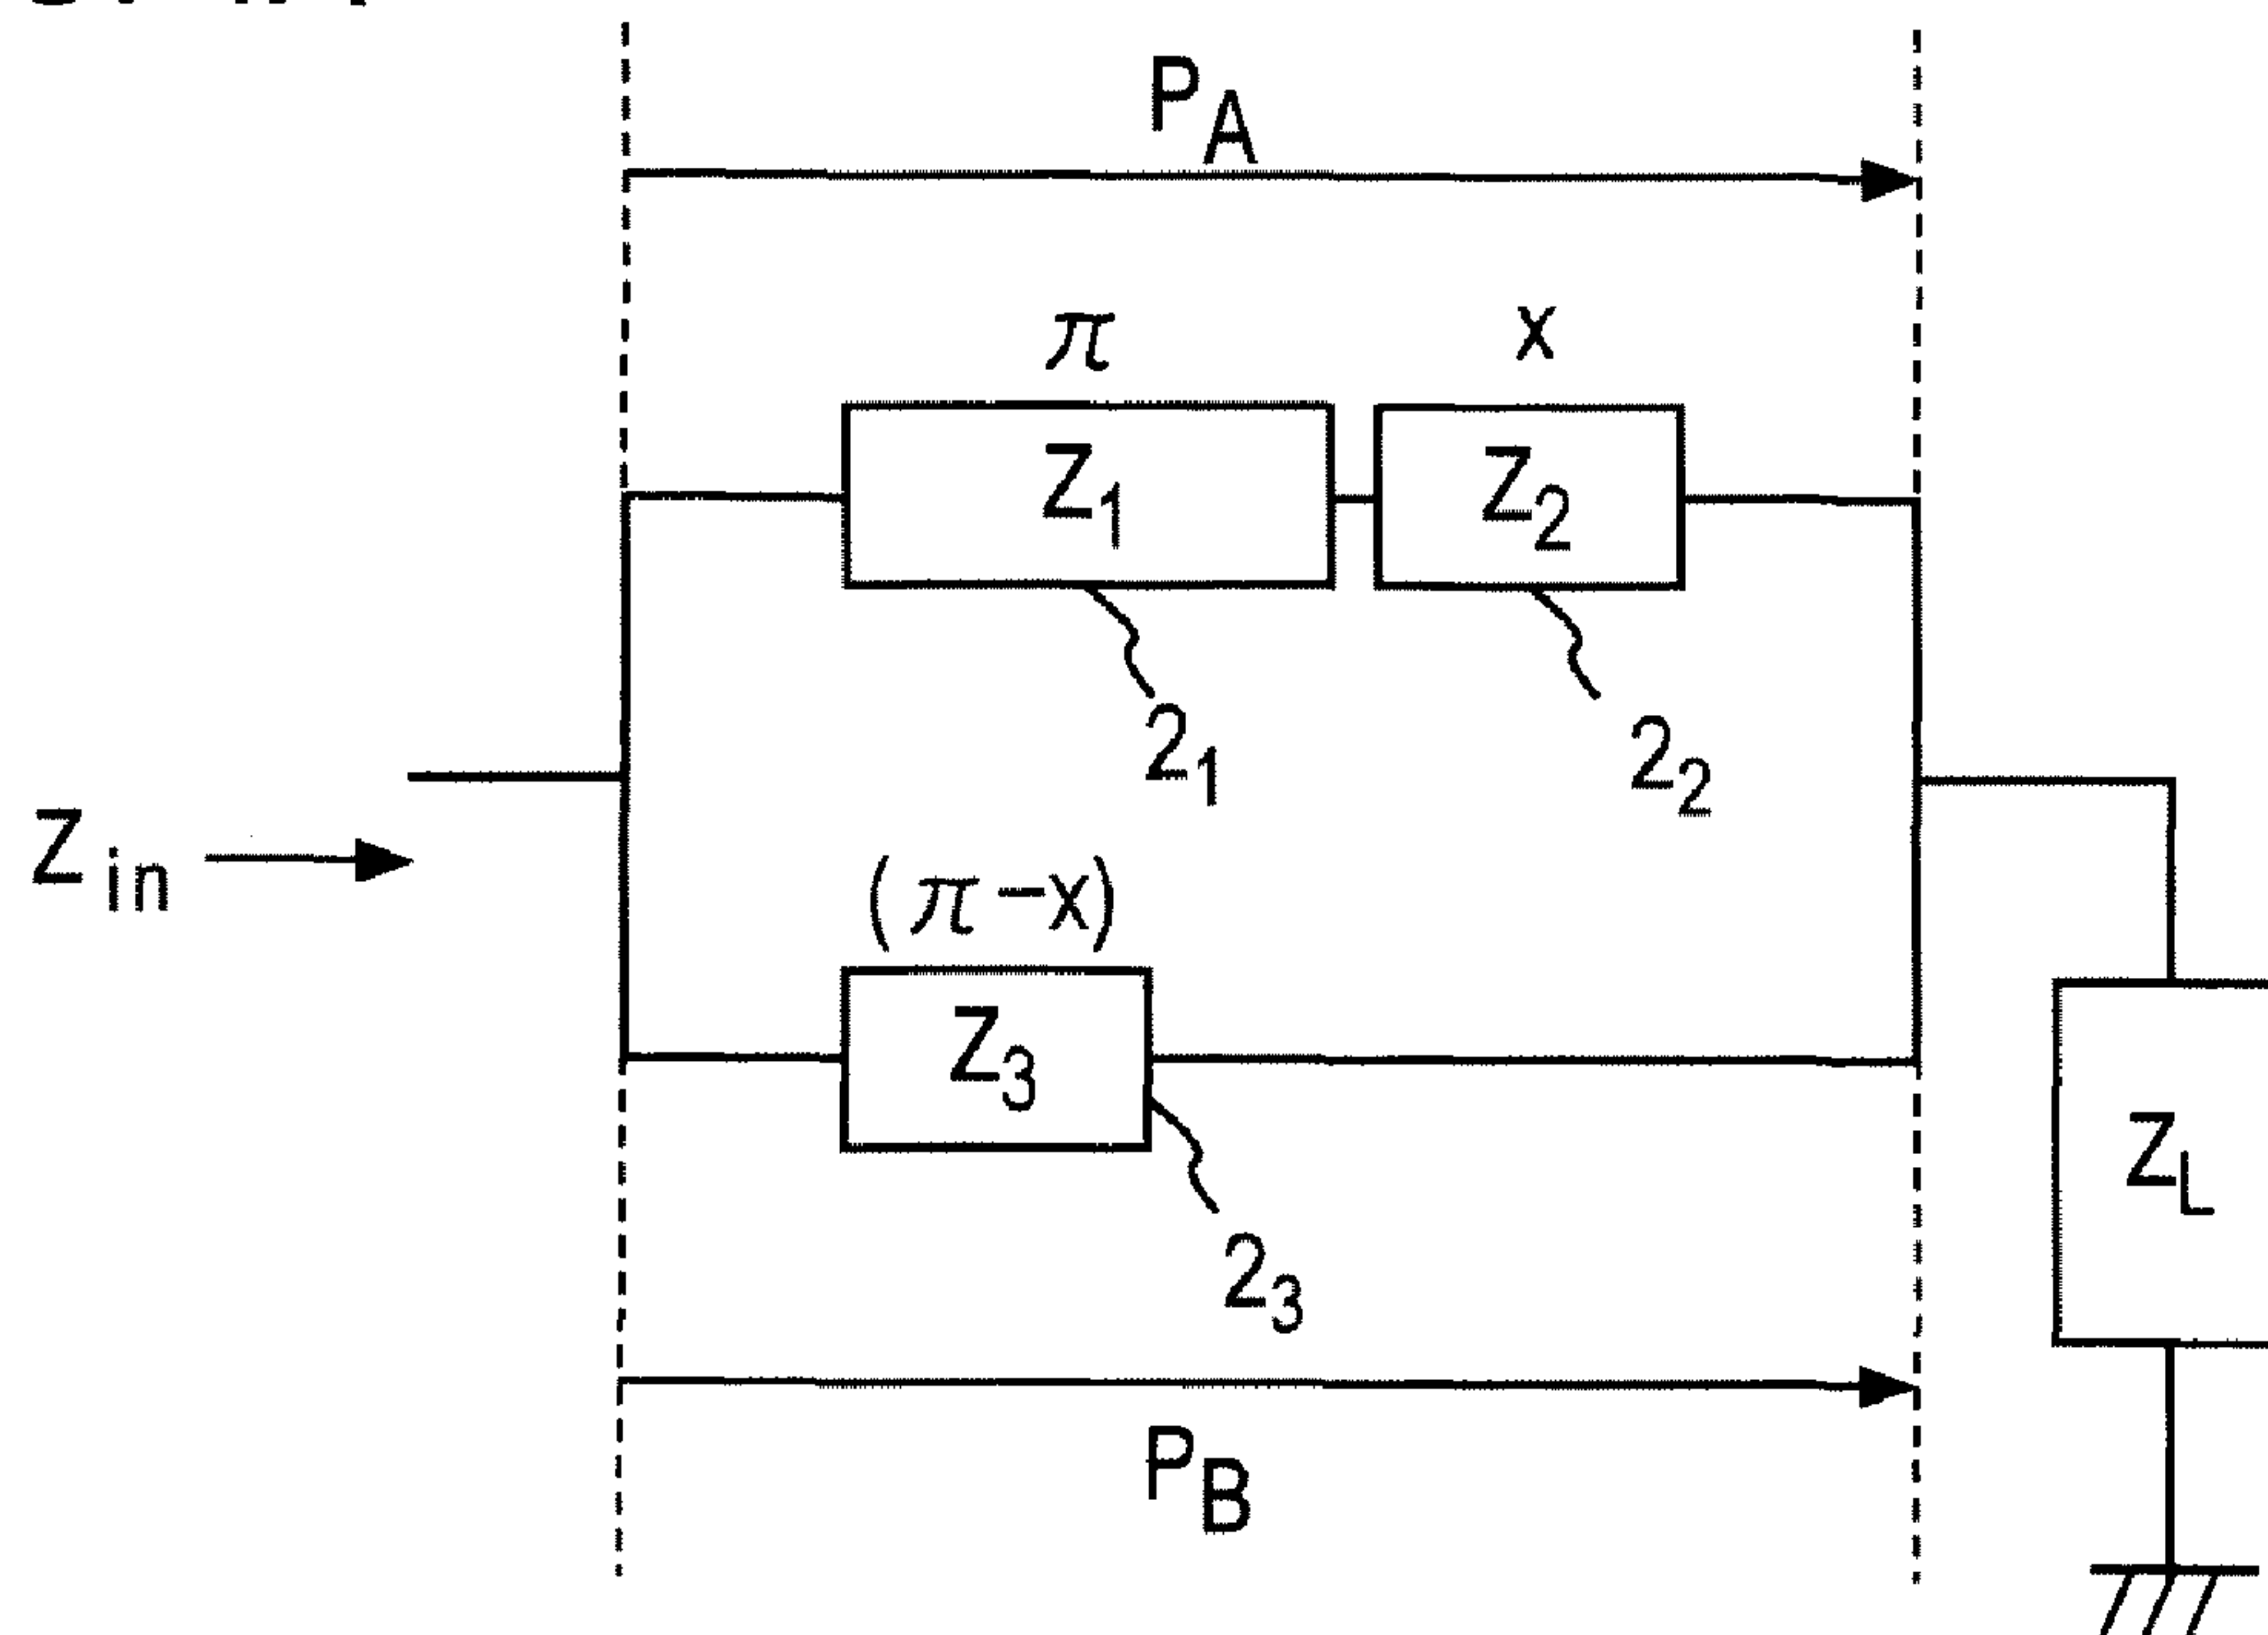 P_A
π x
Z_1 Z_2
2_1 2_2
Z_in
(π-x)
Z_3
2_3
Z_L
P_B